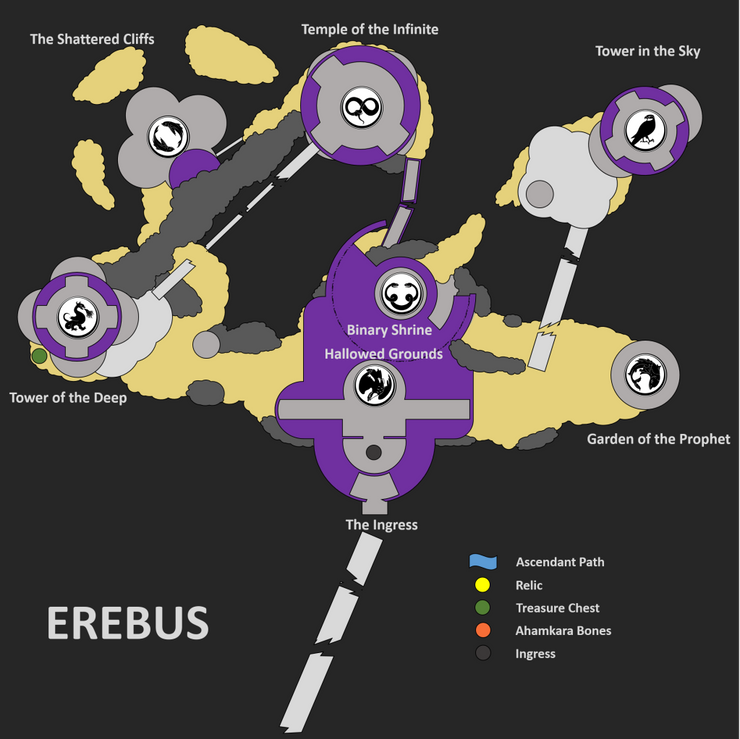 Temple of the Infinite
The Shattered Cliffs
Tower in the Sky
Binary Shrine
Hallowed Grounds
Tower of the Deep
Garden of the Prophet
The Ingress
EREBUS
Ascendant Path
Relic
Treasure Chest
Ahamkara Bones
Ingress